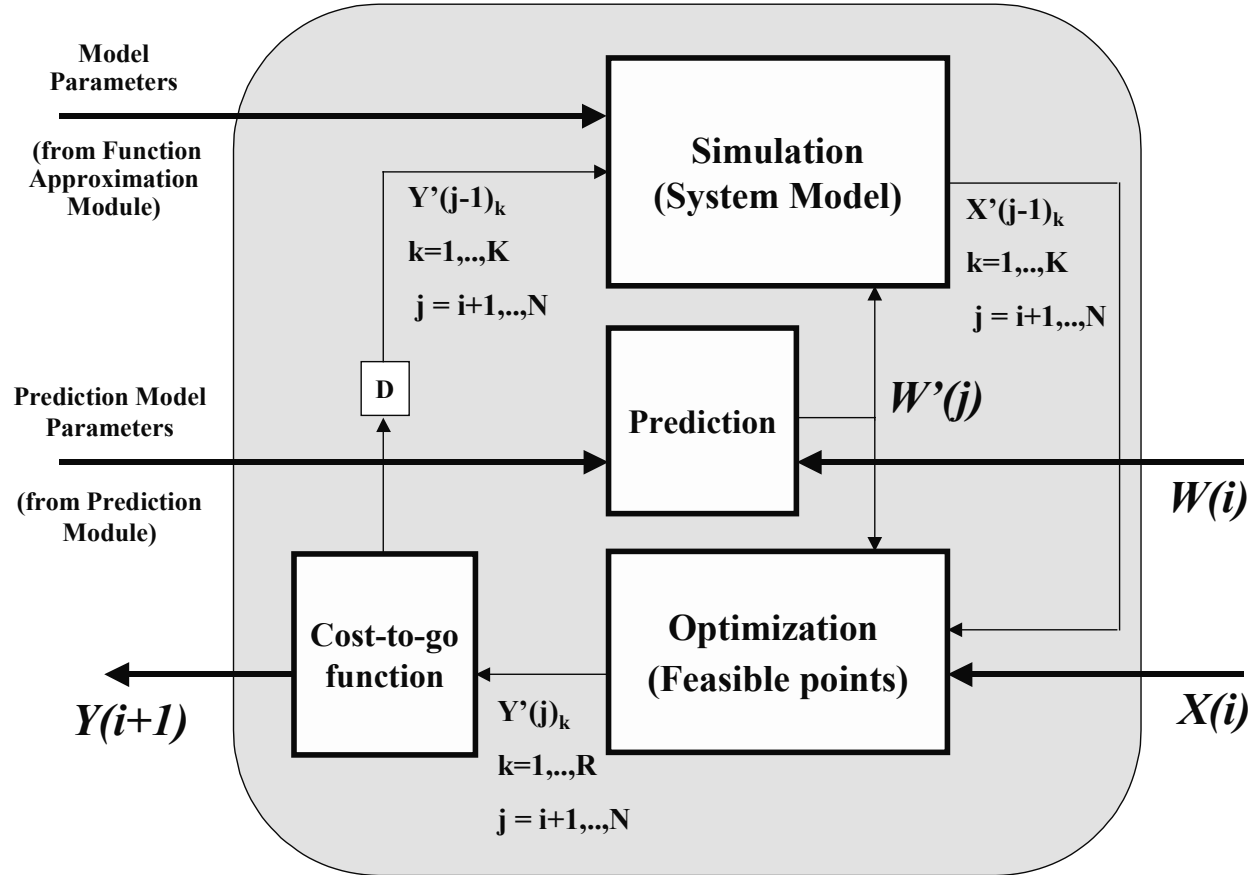 Model
Parameters
(from Function
Approximation
Module)
Simulation
(System Model)
Y’(j-1)k
k=1,..,K
j = i+1,..,N
X’(j-1)k
k=1,..,K
j = i+1,..,N
D
Prediction Model
Parameters
(from Prediction
Module)
Prediction
W’(j)
W(i)
Cost-to-go
function
Optimization
(Feasible points)
Y(i+1)
Y’(j)k
k=1,..,R
j = i+1,..,N
X(i)